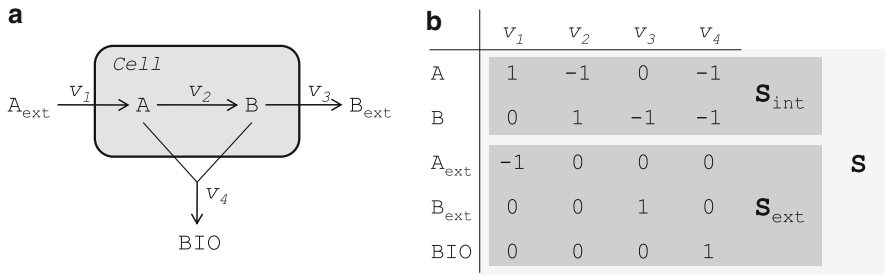 a
Cell
A_ext v_1 A v_2 B v_3 B_ext
v_4
BIO
b
v_1 v_2 v_3 v_4
A 1 -1 0 -1
B 0 1 -1 -1
S_int
A_ext -1 0 0 0
B_ext 0 0 1 0
BIO 0 0 0 1
S_ext
S